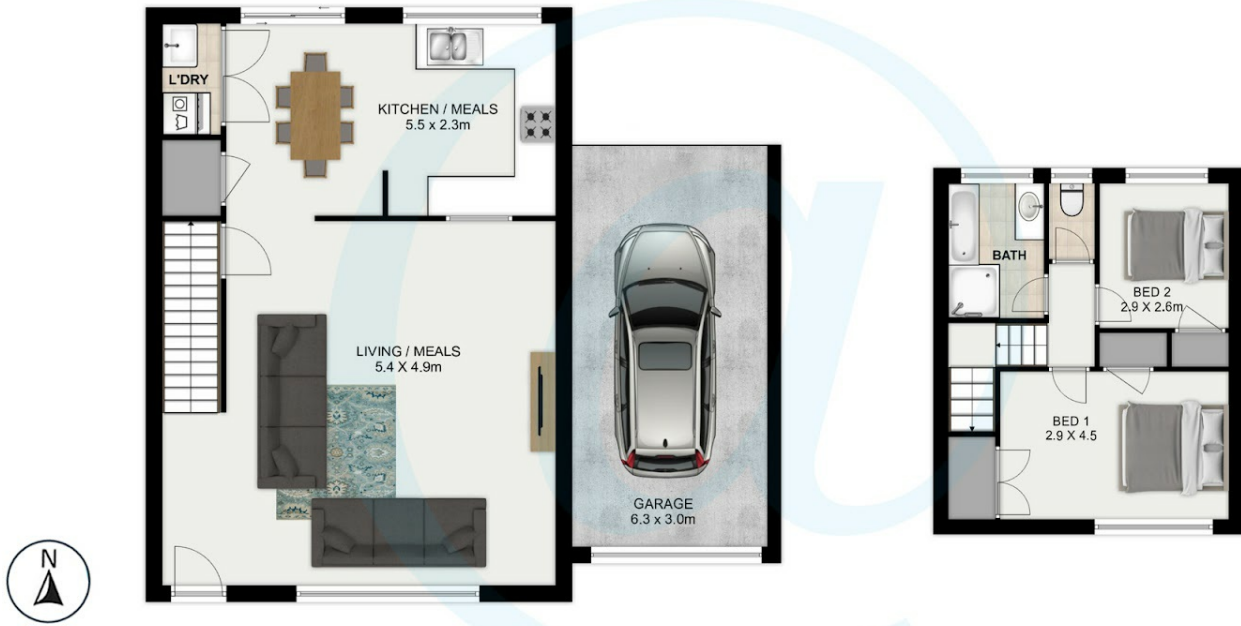 L'DRY
KITCHEN / MEALS
5.5 x 2.3m
LIVING / MEALS
5.4 X 4.9m
GARAGE
6.3 x 3.0m
N
BATH
BED 2
2.9 X 2.6m
BED 1
2.9 X 4.5